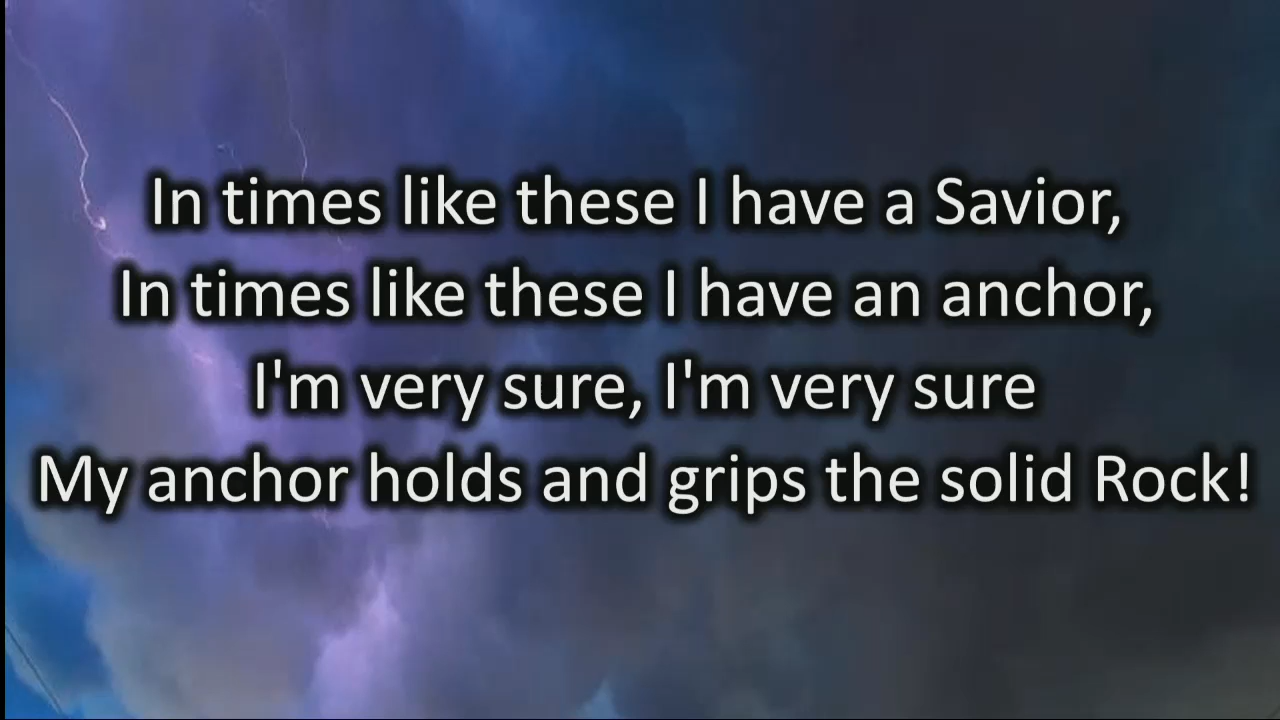 In times like these I have a Savior,
In times like these I have an anchor,
I'm very sure, I'm very sure
My anchor holds and grips the solid Rock!